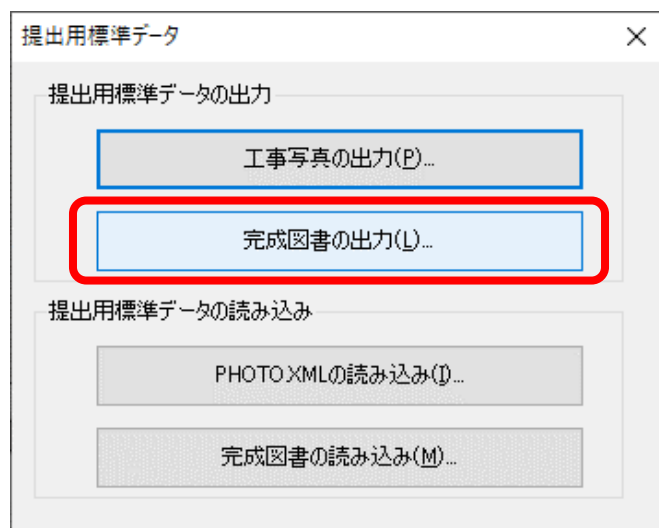 提出用標準データ
提出用標準データの出力
工事写真の出力(P)...
完成図書の出力(L)...
提出用標準データの読み込み
PHOTO.XMLの読み込み(I)...
完成図書の読み込み(M)...